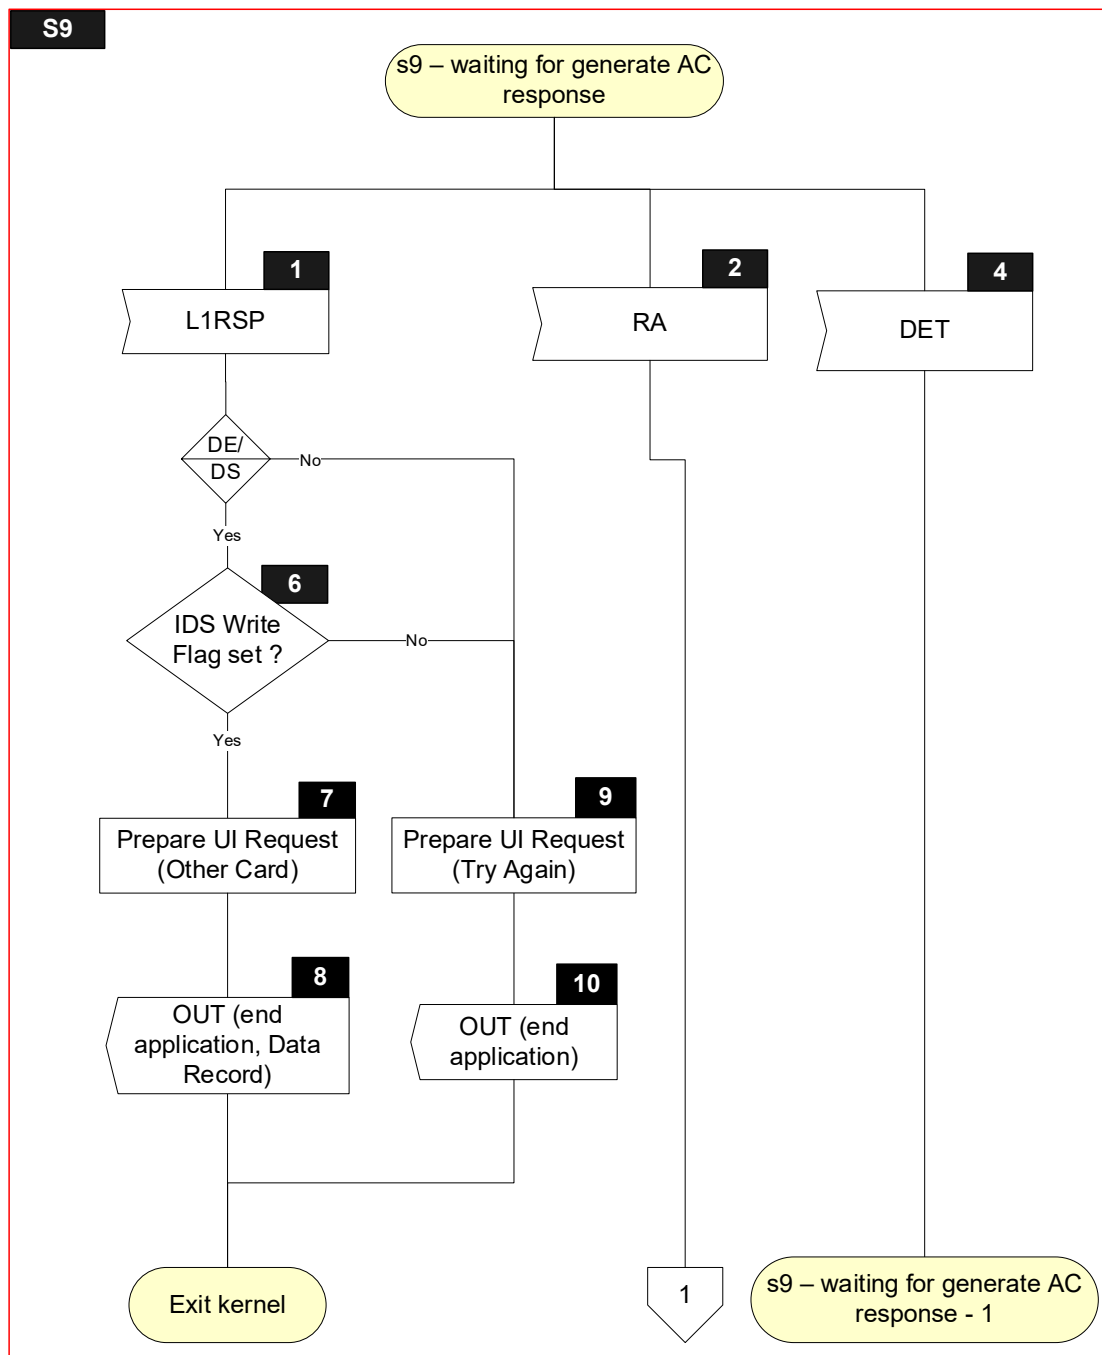 S9
s9 – waiting for generate AC
response
1
L1RSP
2
RA
4
DET
DE/
DS
No
Yes
6
IDS Write
Flag set ?
No
Yes
7
Prepare UI Request
(Other Card)
9
Prepare UI Request
(Try Again)
8
OUT (end
application, Data
Record)
10
OUT (end
application)
Exit kernel
1
s9 – waiting for generate AC
response - 1